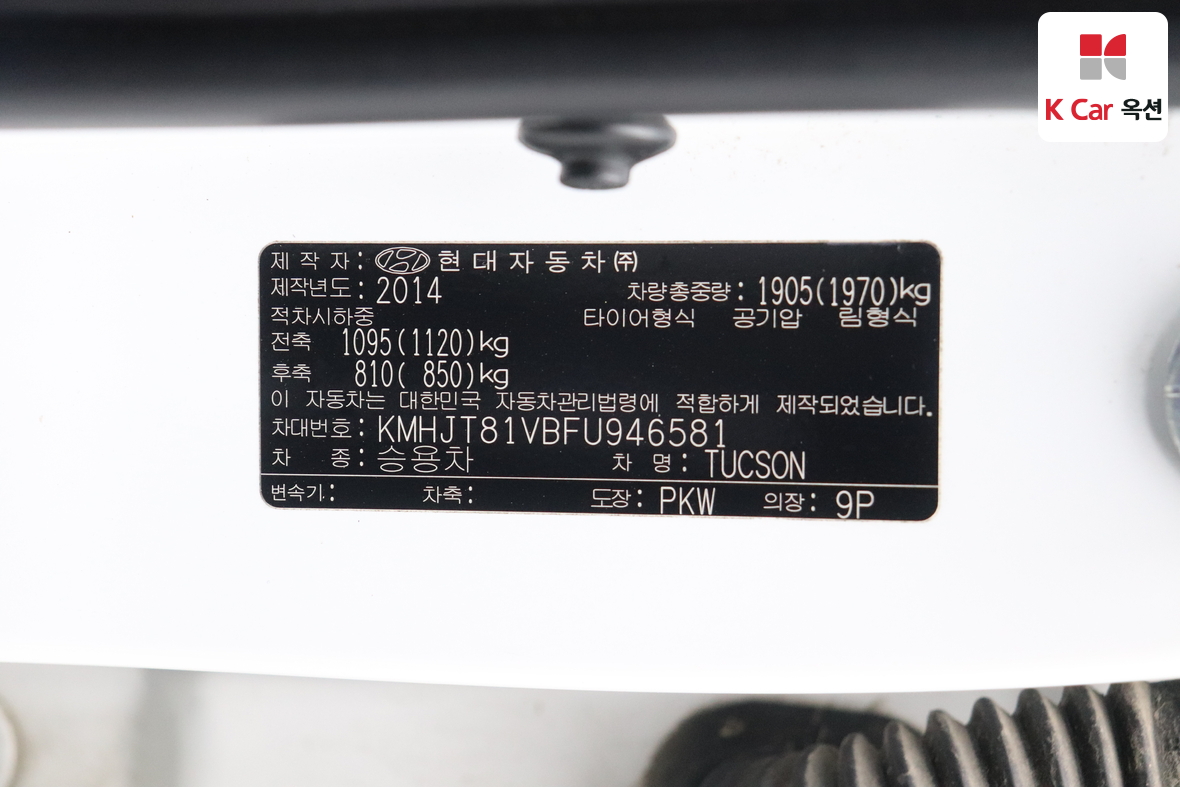 K Car 옥션
제 작 자 : 현 대 자 동 차 ㈜
제작년도 : 2014 차량총중량 : 1905(1970)kg
적차시하중 타이어형식 공기압 림형식
전축 1095(1120)kg
후축 810( 850)kg
이 자동차는 대한민국 자동차관리법령에 적합하게 제작되었습니다.
차대번호 : KMHJT81VBFU946581
차 종 : 승용차 차 명 : TUCSON
변속기 : 차축 : 도장 : PKW 의장 : 9P